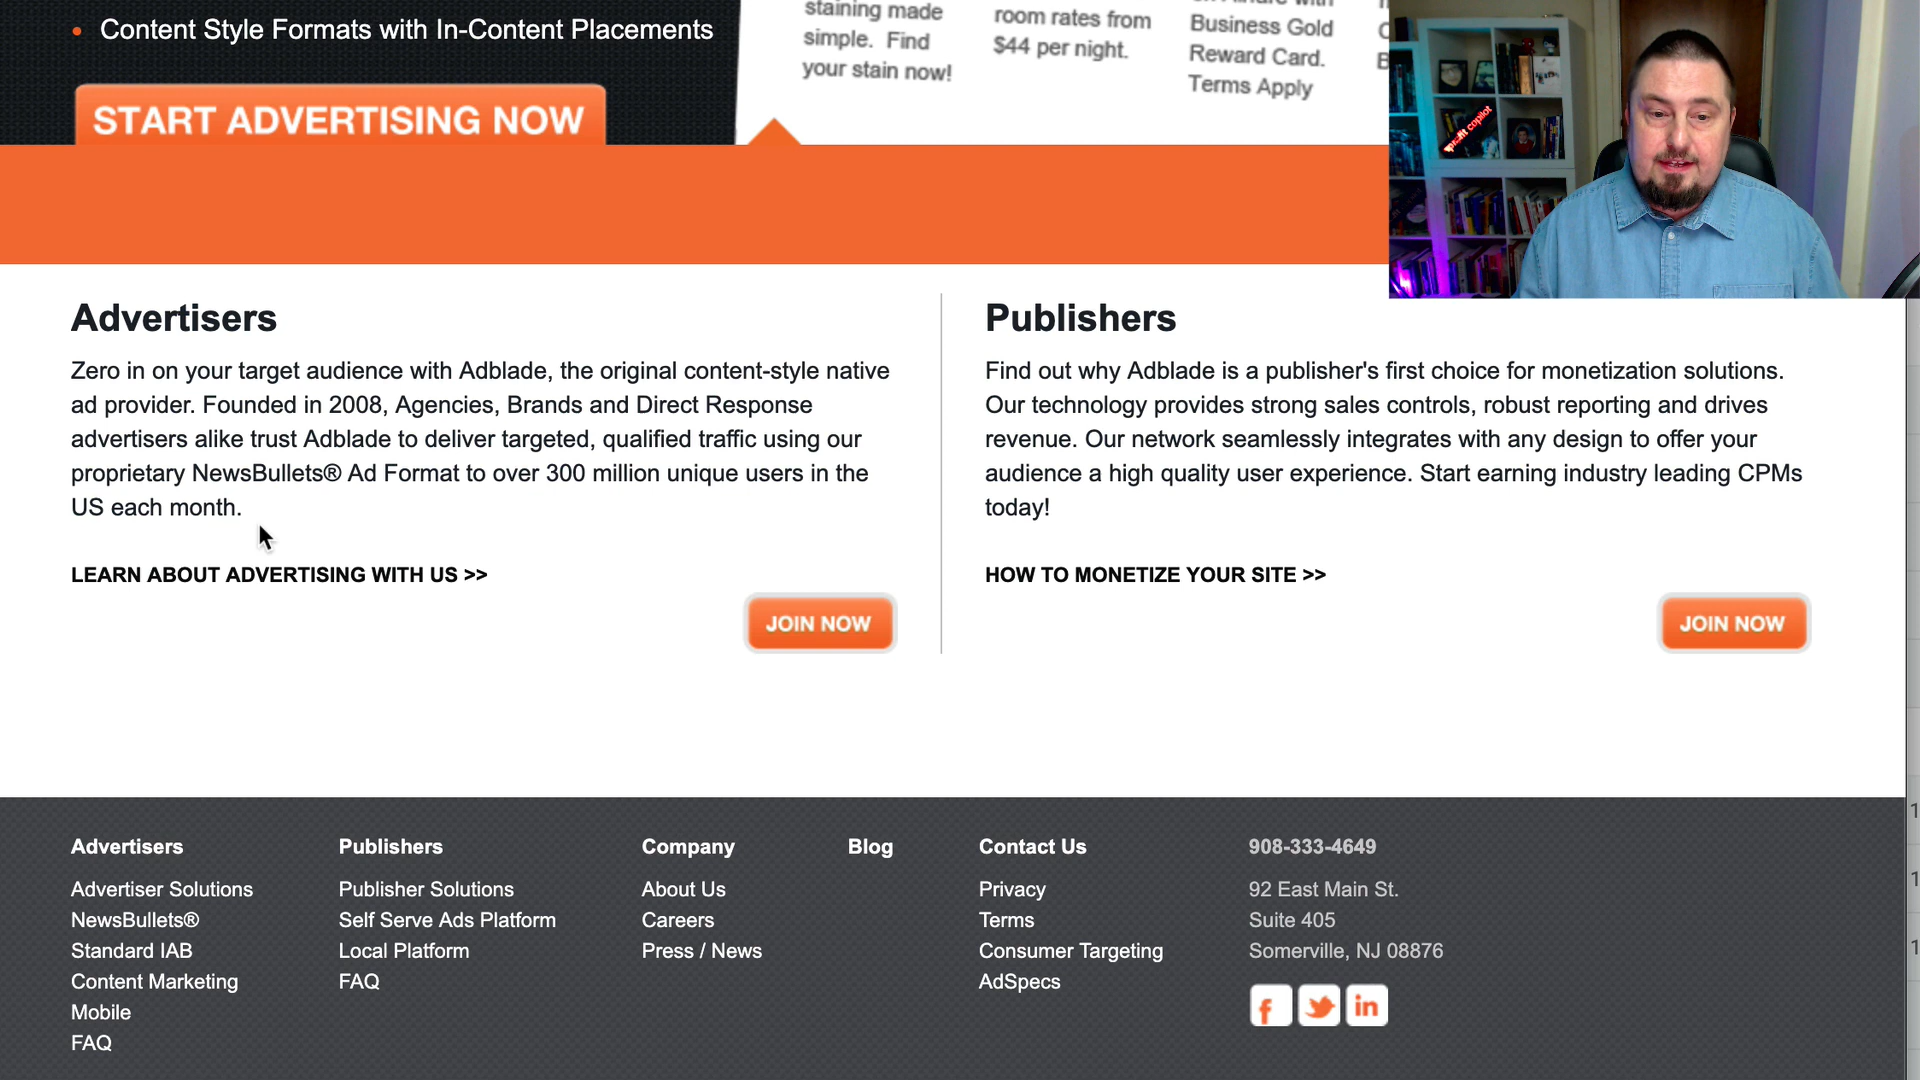 • Content Style Formats with In-Content Placements
START ADVERTISING NOW
staining made
simple. Find
your stain now!
room rates from
$44 per night.
Business Gold
Reward Card.
Terms Apply
copilot
Advertisers
Zero in on your target audience with Adblade, the original content-style native
ad provider. Founded in 2008, Agencies, Brands and Direct Response
advertisers alike trust Adblade to deliver targeted, qualified traffic using our
proprietary NewsBullets® Ad Format to over 300 million unique users in the
US each month.
LEARN ABOUT ADVERTISING WITH US >>
JOIN NOW
Publishers
Find out why Adblade is a publisher's first choice for monetization solutions.
Our technology provides strong sales controls, robust reporting and drives
revenue. Our network seamlessly integrates with any design to offer your
audience a high quality user experience. Start earning industry leading CPMs
today!
HOW TO MONETIZE YOUR SITE >>
JOIN NOW
Advertisers
Advertiser Solutions
NewsBullets®
Standard IAB
Content Marketing
Mobile
FAQ
Publishers
Publisher Solutions
Self Serve Ads Platform
Local Platform
FAQ
Company
About Us
Careers
Press / News
Blog
Contact Us
Privacy
Terms
Consumer Targeting
AdSpecs
908-333-4649
92 East Main St.
Suite 405
Somerville, NJ 08876